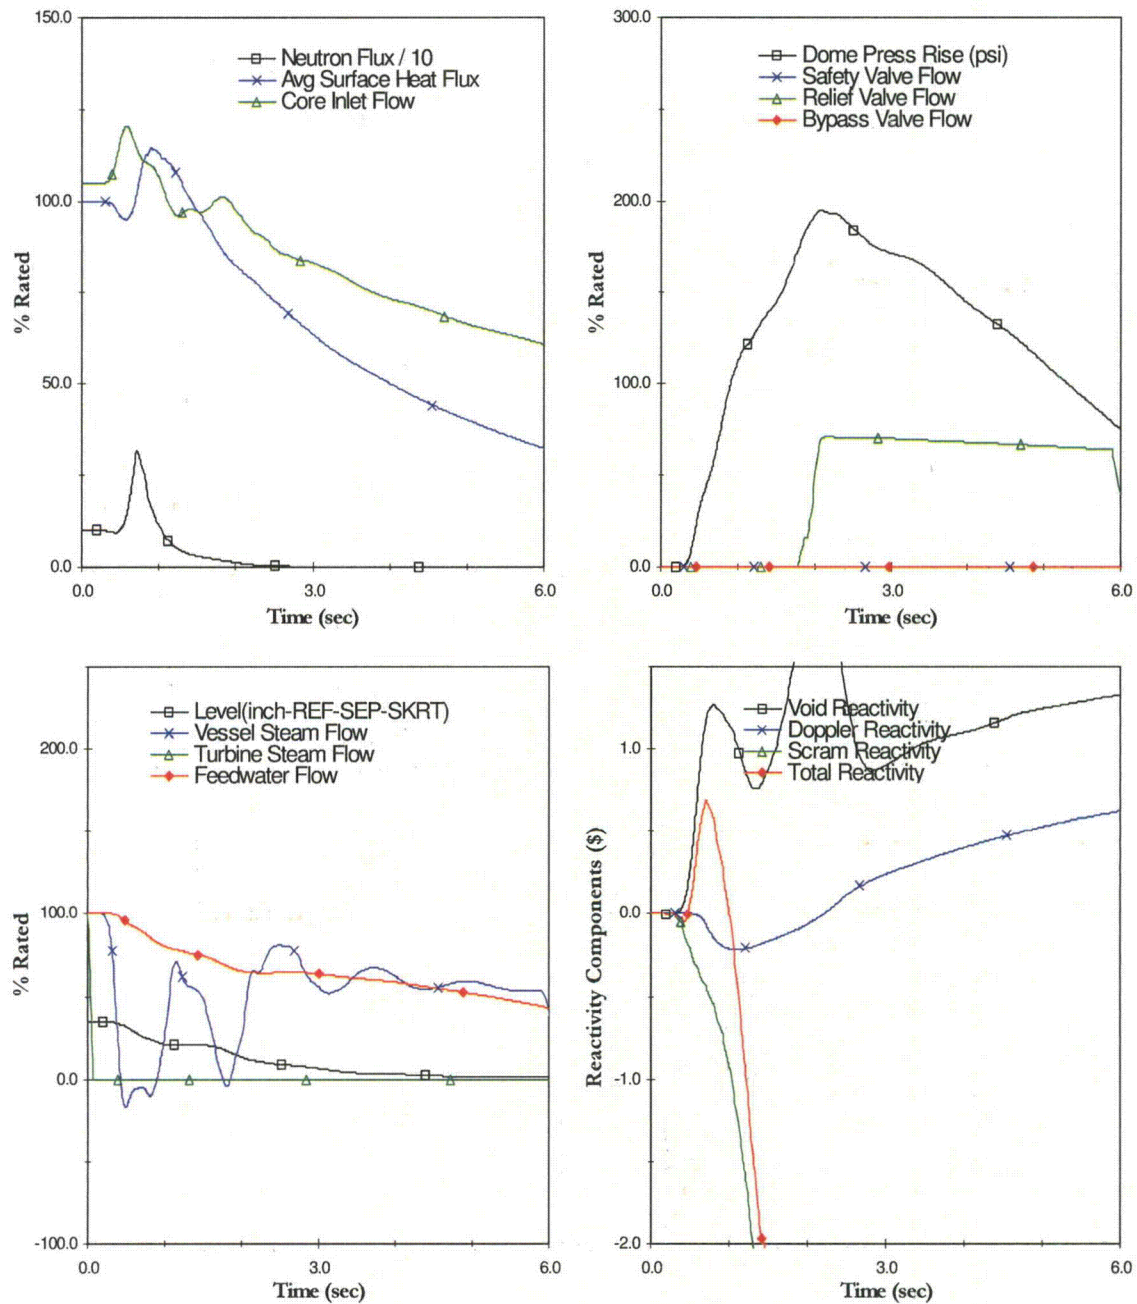 150.0
Neutron Flux / 10
Avg Surface Heat Flux
Core Inlet Flow
100.0
50.0
0.0
% Rated
0.0 3.0 6.0
Time (sec)
300.0
Dome Press Rise (psi)
Safety Valve Flow
Relief Valve Flow
Bypass Valve Flow
200.0
100.0
0.0
% Rated
0.0 3.0 6.0
Time (sec)
Level(inch-REF-SEP-SKRT)
Vessel Steam Flow
Turbine Steam Flow
Feedwater Flow
200.0
100.0
0.0
-100.0
% Rated
0.0 3.0 6.0
Time (sec)
Void Reactivity
Doppler Reactivity
Scram Reactivity
Total Reactivity
1.0
0.0
-1.0
-2.0
Reactivity Components ($)
0.0 3.0 6.0
Time (sec)